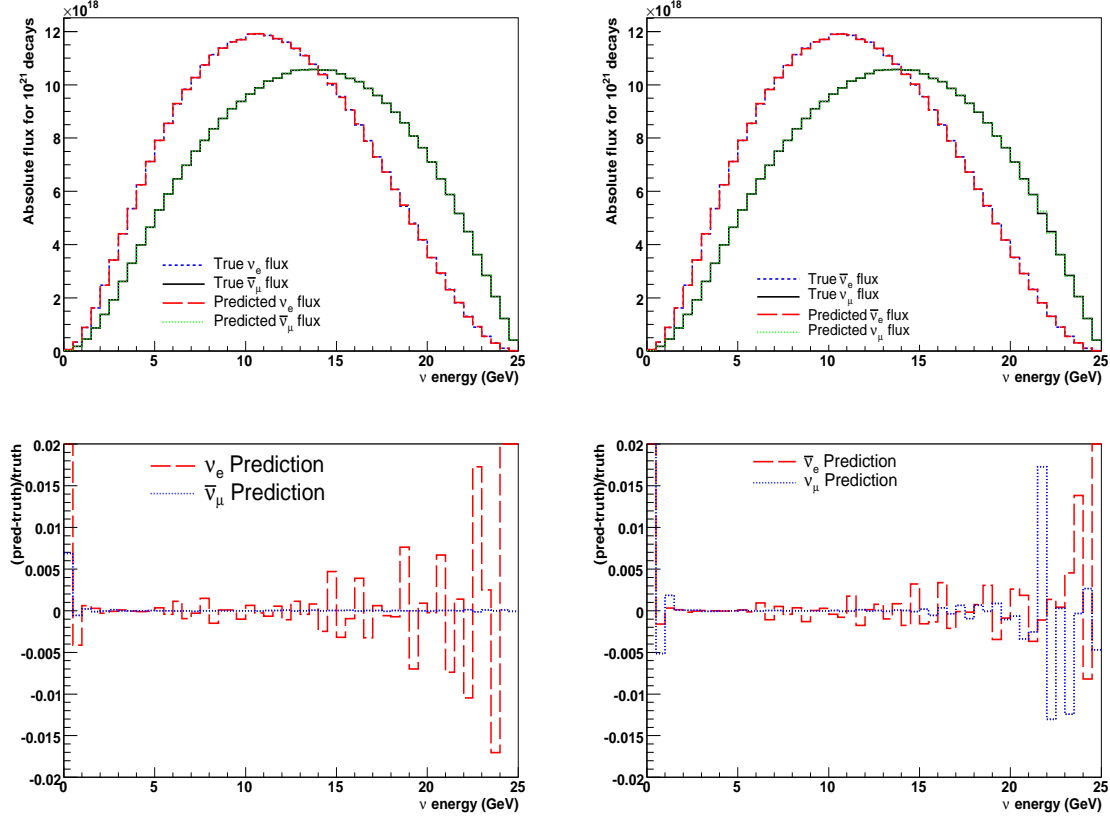 ×10¹⁸
Absolute flux for 10²¹ decays
12
10
8
6
4
2
0
True νₑ flux
True ν̅_μ flux
Predicted νₑ flux
Predicted ν̅_μ flux
0 5 10 15 20 25
ν energy (GeV)
×10¹⁸
Absolute flux for 10²¹ decays
12
10
8
6
4
2
0
True ν̅ₑ flux
True ν_μ flux
Predicted ν̅ₑ flux
Predicted ν_μ flux
0 5 10 15 20 25
ν energy (GeV)
(pred-truth)/truth
0.02
0.015
0.01
0.005
0
-0.005
-0.01
-0.015
-0.02
νₑ Prediction
ν̅_μ Prediction
0 5 10 15 20 25
ν energy (GeV)
(pred-truth)/truth
0.02
0.015
0.01
0.005
0
-0.005
-0.01
-0.015
-0.02
ν̅ₑ Prediction
ν_μ Prediction
0 5 10 15 20 25
ν energy (GeV)